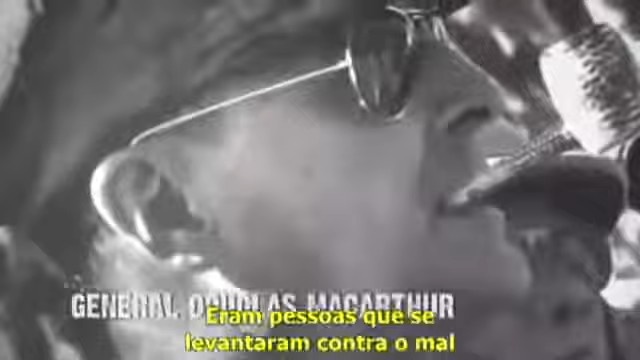 GENERAL DOUGLAS MACARTHUR
Eram pessoas que se
levantaram contra o mal